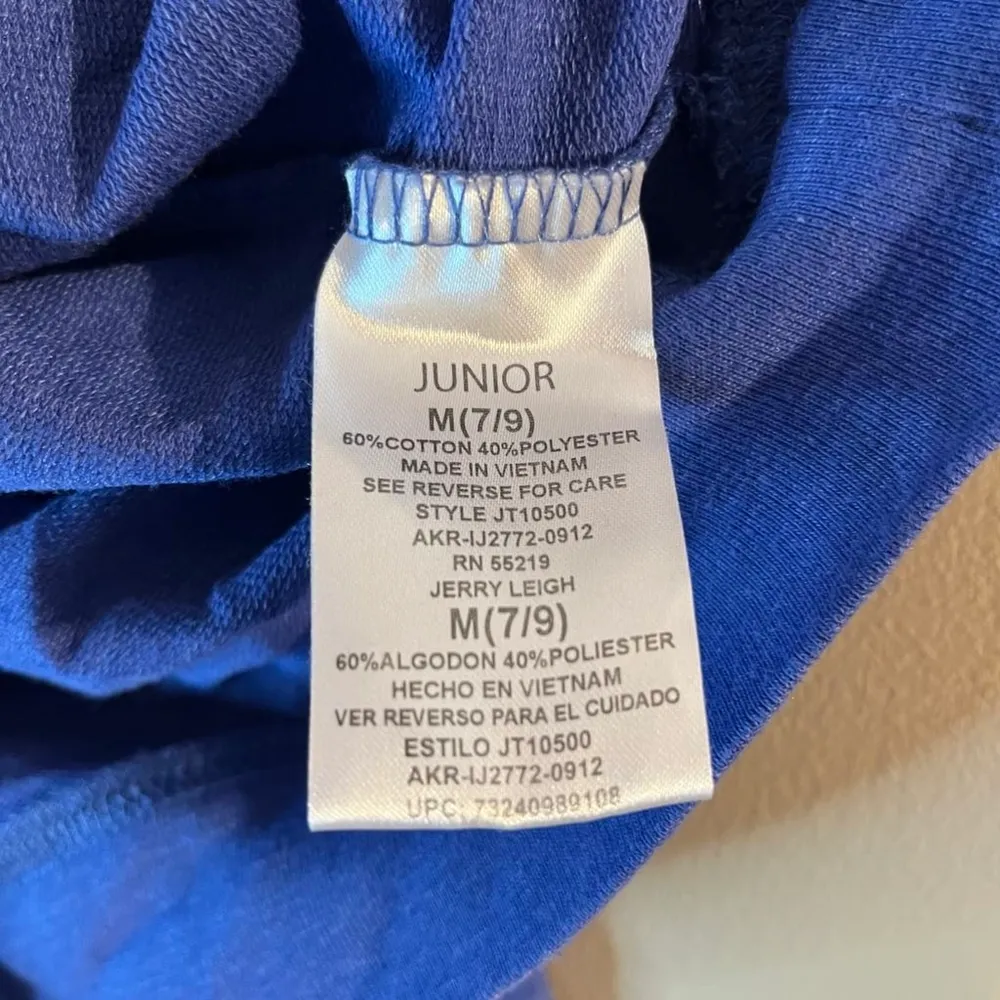 JUNIOR
M(7/9)
60%COTTON 40%POLYESTER
MADE IN VIETNAM
SEE REVERSE FOR CARE
STYLE JT10500
AKR-IJ2772-0912
RN 55219
JERRY LEIGH
M(7/9)
60%ALGODON 40%POLIESTER
HECHO EN VIETNAM
VER REVERSO PARA EL CUIDADO
ESTILO JT10500
AKR-IJ2772-0912
UPC: 73240989108